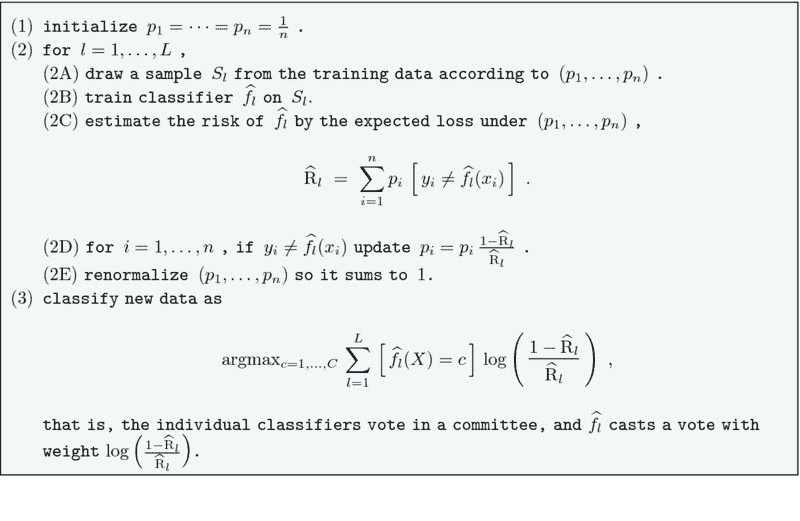 (1) initialize p₁ = ⋯ = pₙ = 1/n .
(2) for l = 1, …, L ,
(2A) draw a sample Sₗ from the training data according to (p₁, …, pₙ) .
(2B) train classifier f̂ₗ on Sₗ.
(2C) estimate the risk of f̂ₗ by the expected loss under (p₁, …, pₙ) ,
R̂ₗ = ∑ᵢ₌₁ⁿ pᵢ [ yᵢ ≠ f̂ₗ(xᵢ) ] .
(2D) for i = 1, …, n , if yᵢ ≠ f̂ₗ(xᵢ) update pᵢ = pᵢ (1−R̂ₗ)/R̂ₗ .
(2E) renormalize (p₁, …, pₙ) so it sums to 1.
(3) classify new data as
argmax_{c=1,…,C} ∑_{l=1}^{L} [ f̂ₗ(X) = c ] log ( (1 − R̂ₗ)/R̂ₗ ) ,
that is, the individual classifiers vote in a committee, and f̂ₗ casts a vote with
weight log ( (1−R̂ₗ)/R̂ₗ ).